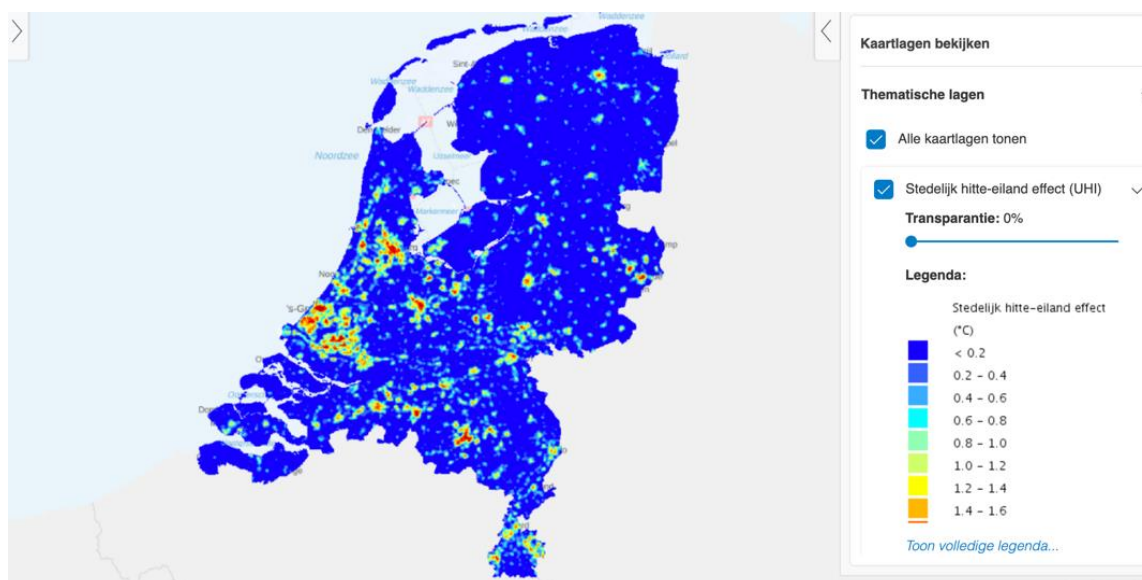 Waddenzee
Waddenzee
Waddenzee
Waddenzee
Noordzee
IJsselmeer
Markermeer
's-Gr
Kaartlagen bekijken
Thematische lagen
Alle kaartlagen tonen
Stedelijk hitte-eiland effect (UHI)
Transparantie: 0%
Legenda:
Stedelijk hitte-eiland effect
(°C)
< 0.2
0.2 - 0.4
0.4 - 0.6
0.6 - 0.8
0.8 - 1.0
1.0 - 1.2
1.2 - 1.4
1.4 - 1.6
Toon volledige legenda...